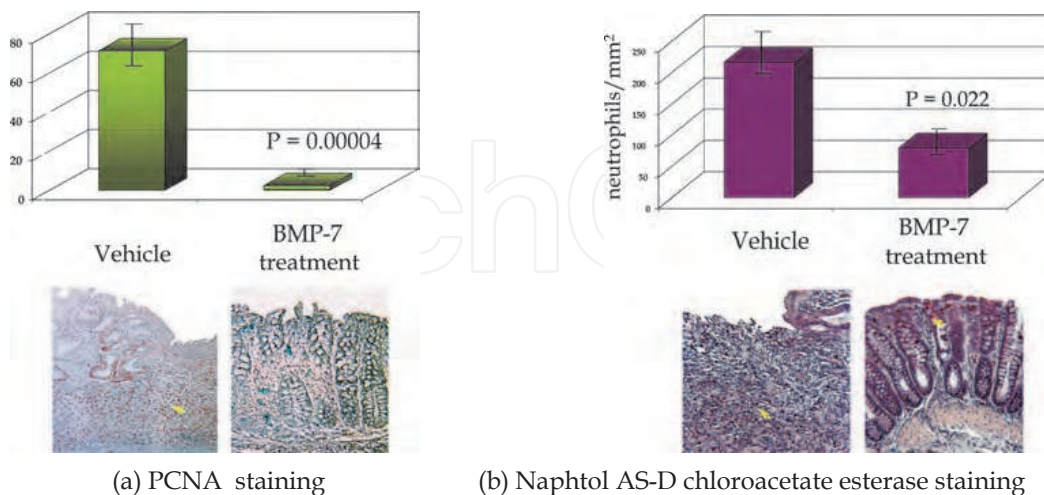 80
60
40
20
0
P = 0.00004
Vehicle
BMP-7
treatment
(a) PCNA staining
neutrophils/mm²
250
200
150
100
50
0
P = 0.022
Vehicle
BMP-7
treatment
(b) Naphtol AS-D chloroacetate esterase staining